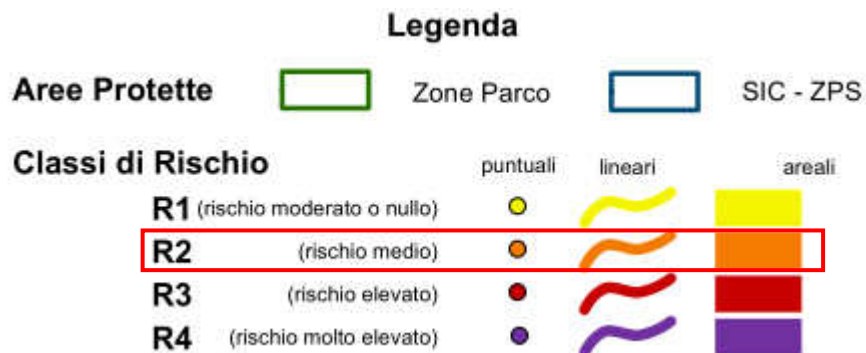 Legenda
Aree Protette Zone Parco SIC - ZPS
Classi di Rischio puntuali lineari areali
R1 (rischio moderato o nullo)
R2 (rischio medio)
R3 (rischio elevato)
R4 (rischio molto elevato)